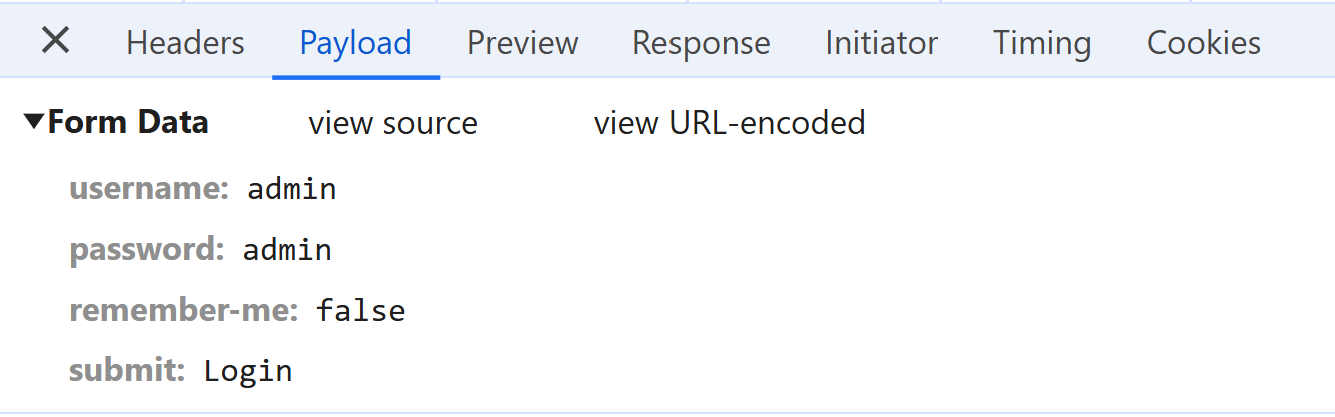 Headers Payload Preview Response Initiator Timing Cookies
Form Data view source view URL-encoded
username: admin
password: admin
remember-me: false
submit: Login